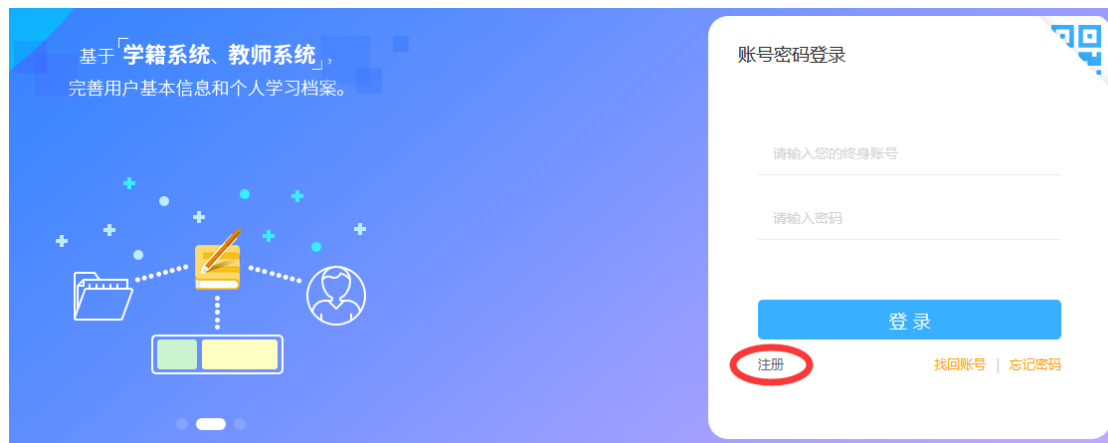 基于「学籍系统、教师系统」，
完善用户基本信息和个人学习档案。
账号密码登录
请输入您的终身账号
请输入密码
登录
注册
找回账号 | 忘记密码